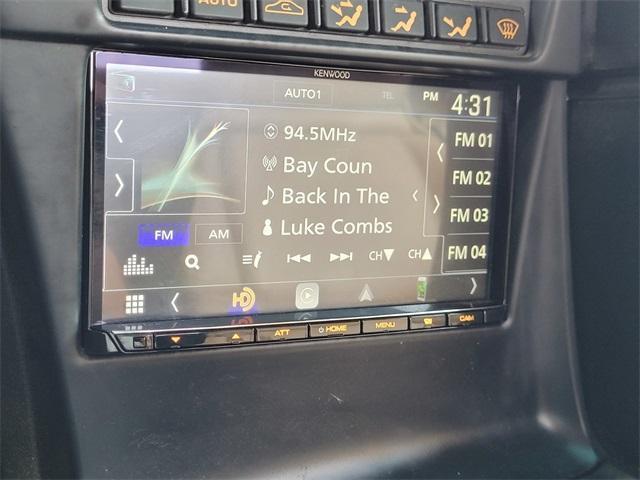 AUTO
KENWOOD
AUTO1
TEL
PM 4:31
94.5MHz
Bay Coun
Back In The
Luke Combs
FM 01
FM 02
FM 03
FM 04
FM
AM
CH▼
CH▲
HD
ATT
HOME
MENU
CAM